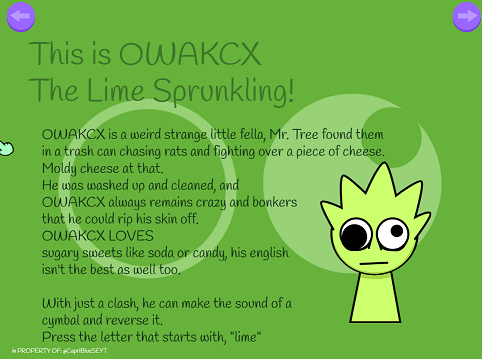 This is OWAKCX
The Lime Sprunkling!
OWAKCX is a weird strange little fella, Mr. Tree found them
in a trash can chasing rats and fighting over a piece of cheese.
Moldy cheese at that.
He was washed up and cleaned, and
OWAKCX always remains crazy and bonkers
that he could rip his skin off.
OWAKCX LOVES
sugary sweets like soda or candy, his english
isn't the best as well too.
With just a clash, he can make the sound of a
cymbal and reverse it.
Press the letter that starts with, "lime"
in PROPERTY OF: @CapriBlueSEYT